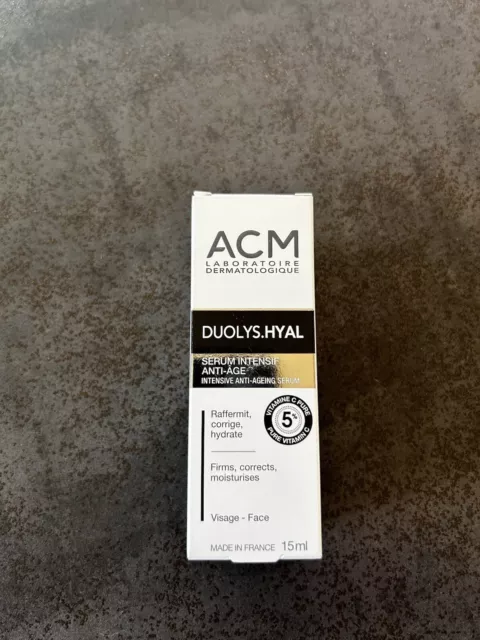 ACM
LABORATOIRE
DERMATOLOGIQUE
DUOLYS.HYAL
SÉRUM INTENSIF
ANTI-ÂGE
INTENSIVE ANTI-AGEING SERUM
Raffermit,
corrige,
hydrate
VITAMINE C PURE
5%
PURE VITAMIN C
Firms, corrects,
moisturises
Visage - Face
MADE IN FRANCE 15ml